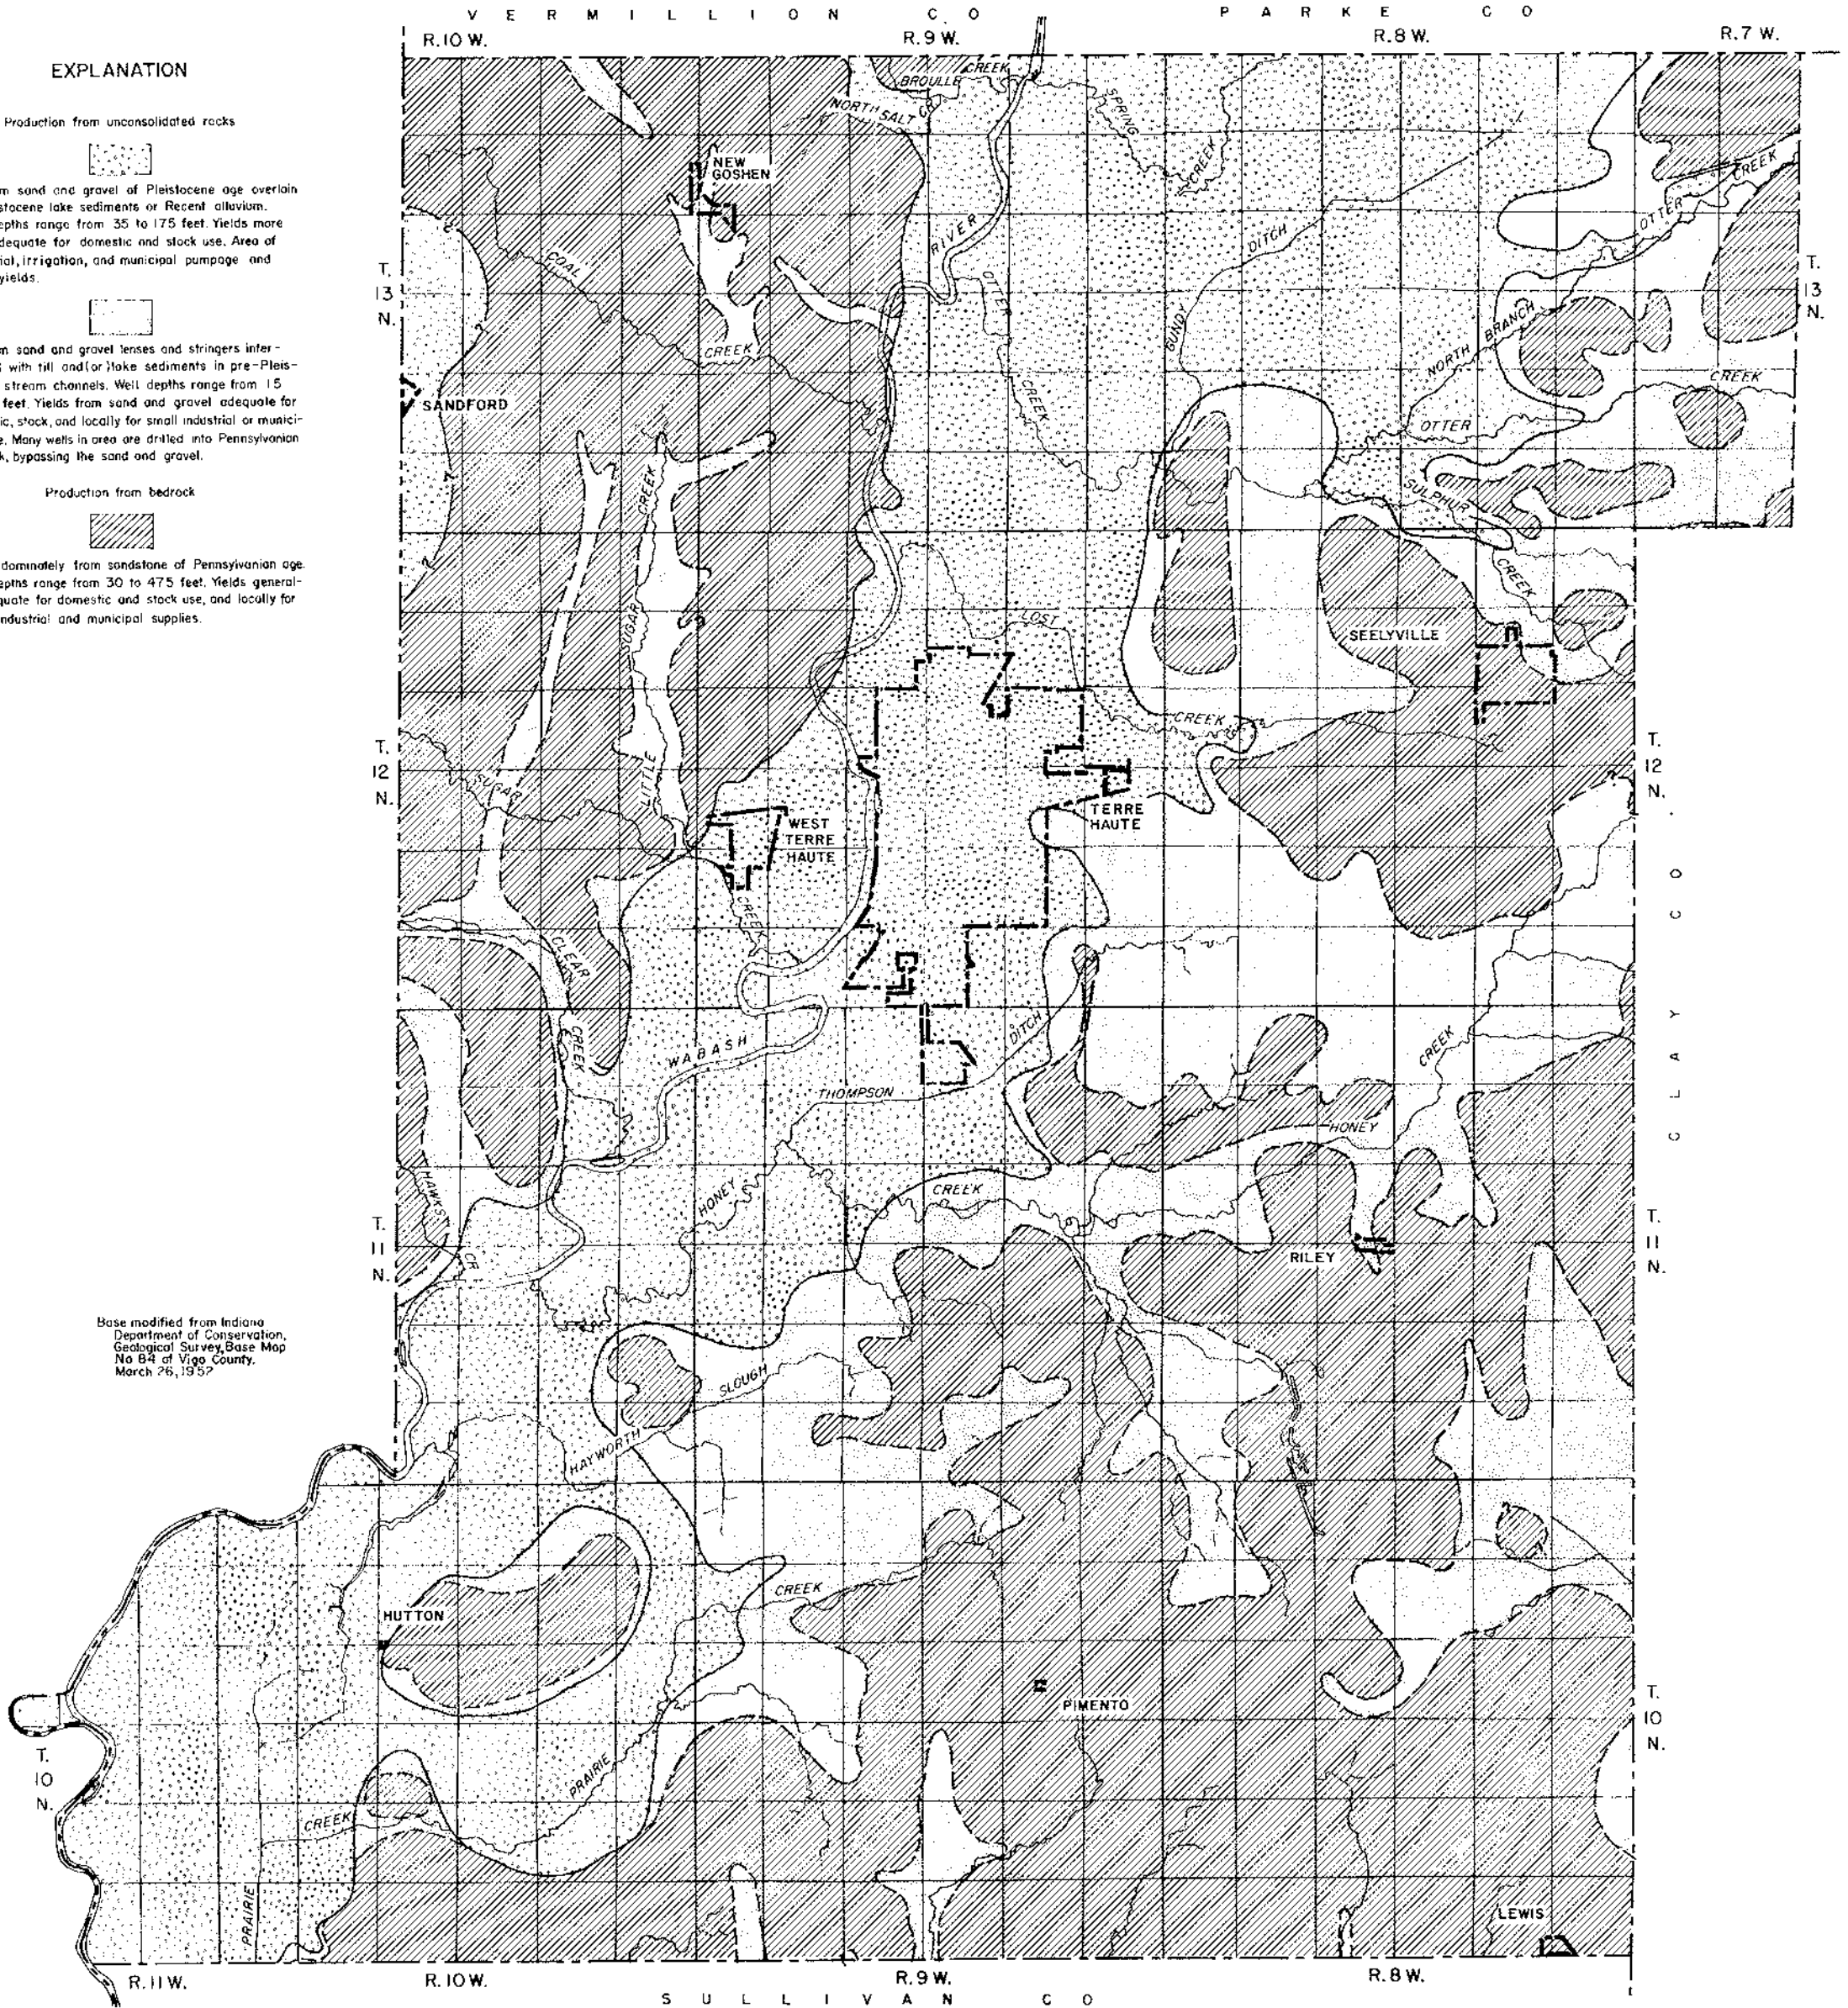 V E R M I L L I O N C O.
P A R K E C O
R.10 W.
R.9 W.
R.8 W.
R.7 W.
EXPLANATION
Production from unconsolidated rocks
m sand and gravel of Pleistocene age overlain
stocene lake sediments or Recent alluvium.
epths range from 35 to 175 feet. Yields more
dequate for domestic and stock use. Area of
ial, irrigation, and municipal pumpage and
yields.
m sand and gravel lenses and stringers inter-
with till and(or) lake sediments in pre-Pleis-
stream channels. Well depths range from 15
feet. Yields from sand and gravel adequate for
ic, stock, and locally for small industrial or munici-
e. Many wells in area are drilled into Pennsylvanian
k, bypassing the sand and gravel.
Production from bedrock
dominately from sandstone of Pennsylvanian age.
epths range from 30 to 475 feet. Yields general-
quate for domestic and stock use, and locally for
industrial and municipal supplies.
Base modified from Indiana
Department of Conservation,
Geological Survey, Base Map
No 84 of Vigo County.
March 26, 1952
BROULLE
CREEK
NORTH SALT CR.
SPRING
CREEK
NEW
GOSHEN
RIVER
OTTER
CREEK
GUNDY
DITCH
OTTER
CREEK
COAL
CREEK
NORTH BRANCH
OTTER
CREEK
T.
13
N.
T.
13
N.
SANDFORD
SULPHUR
CREEK
LITTLE
SUGAR
CREEK
LOST
CREEK
SEELYVILLE
T.
12
N.
T.
12
N.
SUGAR
CREEK
WEST
TERRE
HAUTE
TERRE
HAUTE
CLAY CO.
CLEAR
CREEK
WABASH
THOMPSON
DITCH
HONEY
CREEK
HONEY
CREEK
HAWKS
CR
T.
11
N.
T.
11
N.
RILEY
HAYWORTH
SLOUGH
HUTTON
CREEK
PRAIRIE
PIMENTO
T.
10
N.
T.
10
N.
CREEK
PRAIRIE
LEWIS
R.11 W.
R.10W.
R.9 W.
R.8 W.
S U L L I V A N C O